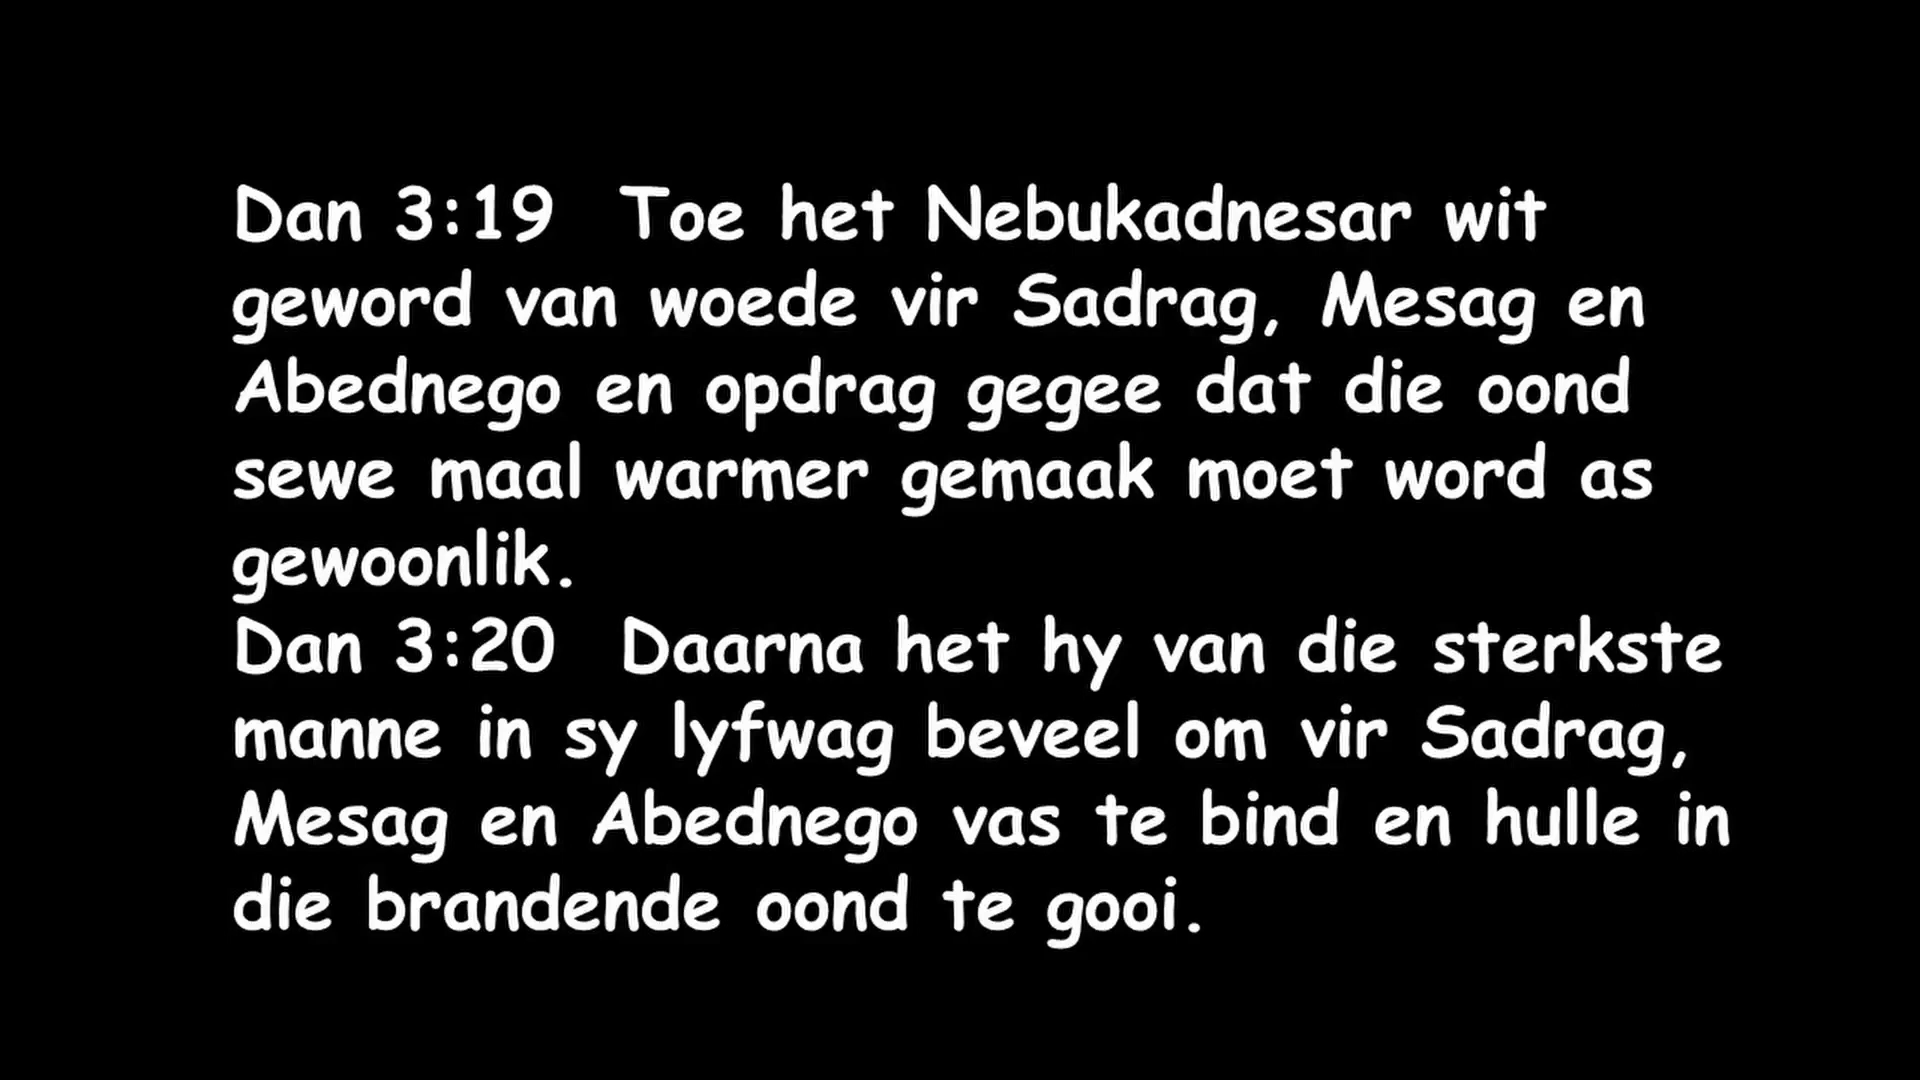 Dan 3:19  Toe het Nebukadnesar wit
geword van woede vir Sadrag, Mesag en
Abednego en opdrag gegee dat die oond
sewe maal warmer gemaak moet word as
gewoonlik.
Dan 3:20  Daarna het hy van die sterkste
manne in sy lyfwag beveel om vir Sadrag,
Mesag en Abednego vas te bind en hulle in
die brandende oond te gooi.